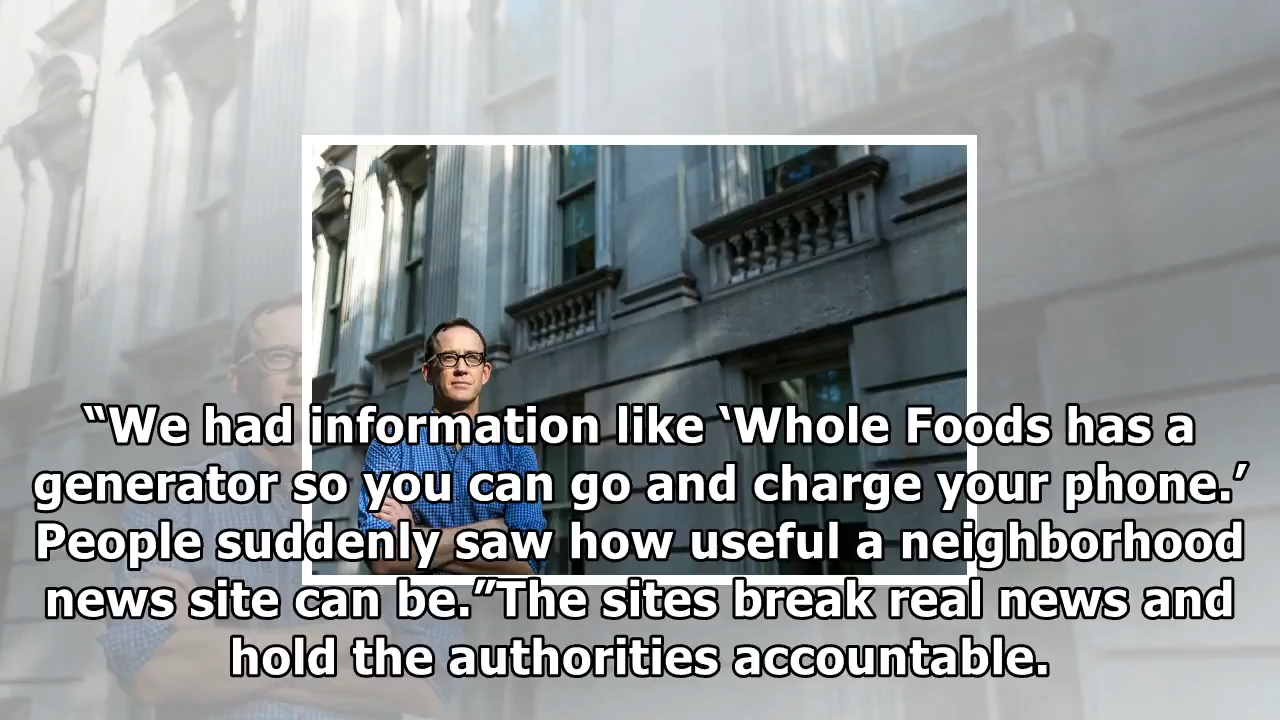 “We had information like ‘Whole Foods has a
generator so you can go and charge your phone.’
People suddenly saw how useful a neighborhood
news site can be.”The sites break real news and
hold the authorities accountable.